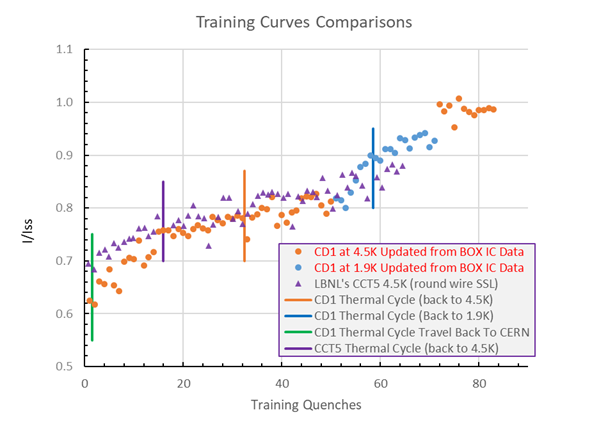 Training Curves Comparisons
1.1
1.0
0.9
0.8
0.7
0.6
0.5
I/Iss
0
20
40
60
80
Training Quenches
CD1 at 4.5K Updated from BOX IC Data
CD1 at 1.9K Updated from BOX IC Data
LBNL's CCT5 4.5K (round wire SSL)
CD1 Thermal Cycle (back to 4.5K)
CD1 Thermal Cycle (Back to 1.9K)
CD1 Thermal Cycle Travel Back To CERN
CCT5 Thermal Cycle (back to 4.5K)